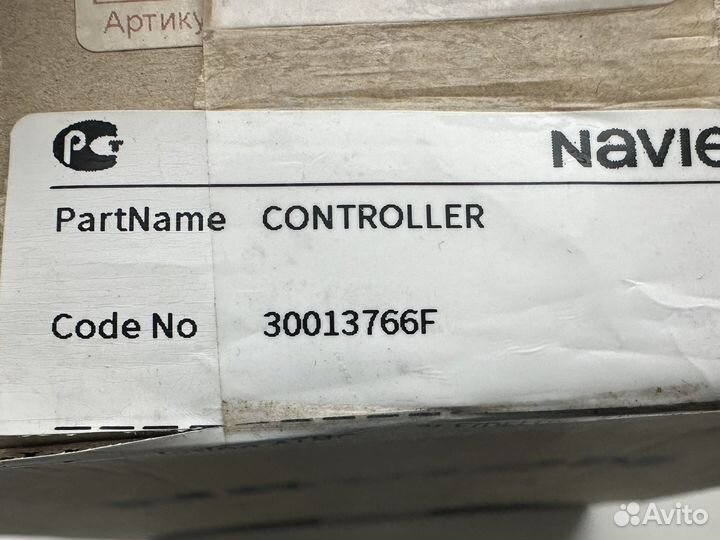 Артику
NAVIE
PartName CONTROLLER
Code No 30013766F
Avito